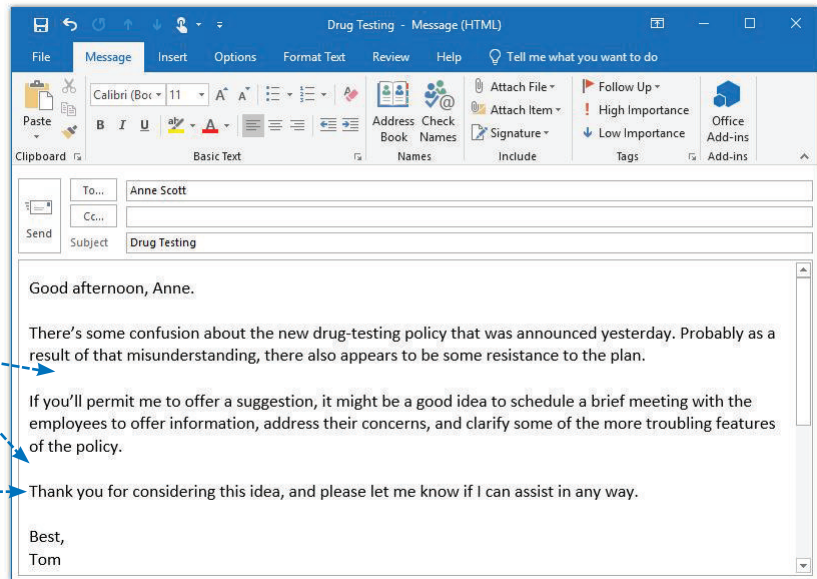 Drug Testing - Message (HTML)
File Message Insert Options Format Text Review Help Tell me what you want to do
Paste
Calibri (Boc 11 A A
B I U ab A
Address Book
Check Names
Attach File
Attach Item
Signature
Follow Up
High Importance
Low Importance
Office Add-ins
Clipboard Basic Text Names Include Tags Add-ins
Send
To... Anne Scott
Cc...
Subject Drug Testing
Good afternoon, Anne.
There's some confusion about the new drug-testing policy that was announced yesterday. Probably as a
result of that misunderstanding, there also appears to be some resistance to the plan.
If you'll permit me to offer a suggestion, it might be a good idea to schedule a brief meeting with the
employees to offer information, address their concerns, and clarify some of the more troubling features
of the policy.
Thank you for considering this idea, and please let me know if I can assist in any way.
Best,
Tom